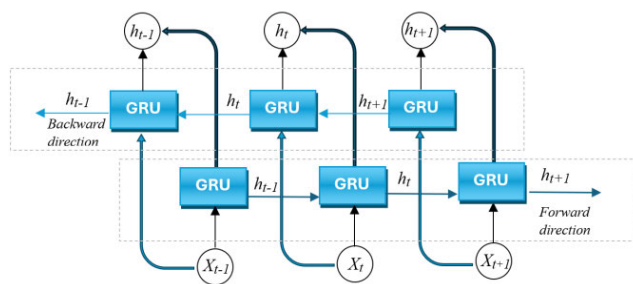 h_{t-1} h_t h_{t+1}
GRU GRU GRU
h_{t-1} h_t h_{t+1}
Backward
direction
GRU GRU GRU
h_{t-1} h_t h_{t+1}
Forward
direction
X_{t-1} X_t X_{t+1}